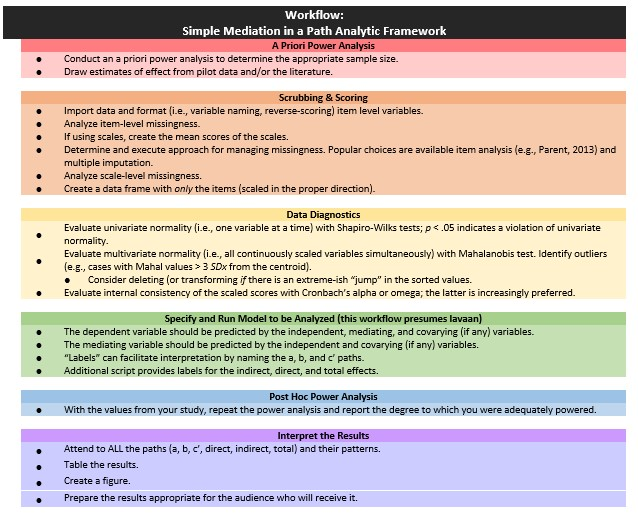 Workflow:
Simple Mediation in a Path Analytic Framework
A Priori Power Analysis
● Conduct an a priori power analysis to determine the appropriate sample size.
● Draw estimates of effect from pilot data and/or the literature.
Scrubbing & Scoring
● Import data and format (i.e., variable naming, reverse-scoring) item level variables.
● Analyze item-level missingness.
● If using scales, create the mean scores of the scales.
● Determine and execute approach for managing missingness. Popular choices are available item analysis (e.g., Parent, 2013) and
multiple imputation.
● Analyze scale-level missingness.
● Create a data frame with only the items (scaled in the proper direction).
Data Diagnostics
● Evaluate univariate normality (i.e., one variable at a time) with Shapiro-Wilks tests; p < .05 indicates a violation of univariate
normality.
● Evaluate multivariate normality (i.e., all continuously scaled variables simultaneously) with Mahalanobis test. Identify outliers
(e.g., cases with Mahal values > 3 SDx from the centroid).
● Consider deleting (or transforming if there is an extreme-ish "jump" in the sorted values.
● Evaluate internal consistency of the scaled scores with Cronbach's alpha or omega; the latter is increasingly preferred.
Specify and Run Model to be Analyzed (this workflow presumes lavaan)
● The dependent variable should be predicted by the independent, mediating, and covarying (if any) variables.
● The mediating variable should be predicted by the independent and covarying (if any) variables.
● "Labels" can facilitate interpretation by naming the a, b, and c' paths.
● Additional script provides labels for the indirect, direct, and total effects.
Post Hoc Power Analysis
● With the values from your study, repeat the power analysis and report the degree to which you were adequately powered.
Interpret the Results
● Attend to ALL the paths (a, b, c', direct, indirect, total) and their patterns.
● Table the results.
● Create a figure.
● Prepare the results appropriate for the audience who will receive it.